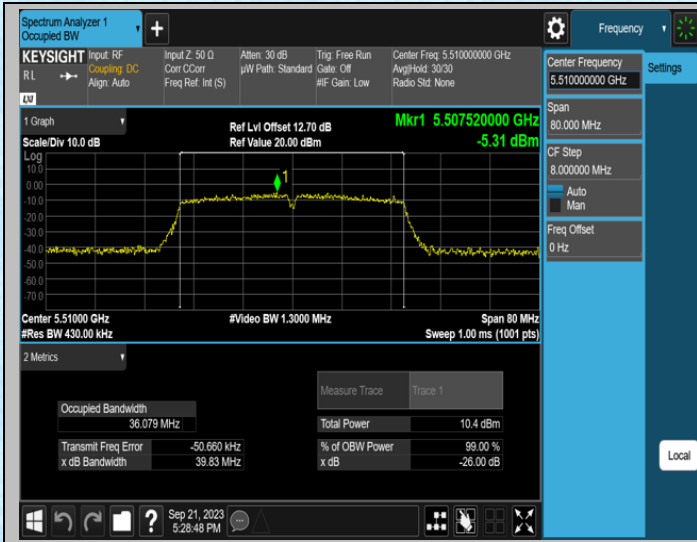 Spectrum Analyzer 1
Occupied BW
Frequency
KEYSIGHT
RL
LXI
Input: RF
Coupling: DC
Align: Auto
Input Z: 50 Ω
Corr CCorr
Freq Ref: Int (S)
Atten: 30 dB
µW Path: Standard
Trig: Free Run
Gate: Off
#IF Gain: Low
Center Freq: 5.510000000 GHz
Avg|Hold: 30/30
Radio Std: None
Center Frequency
5.510000000 GHz
Settings
Span
80.000 MHz
CF Step
8.000000 MHz
Auto
Man
Freq Offset
0 Hz
1 Graph
Scale/Div 10.0 dB
Ref Lvl Offset 12.70 dB
Ref Value 20.00 dBm
Mkr1 5.507520000 GHz
-5.31 dBm
Log
10.0
0.00
-10.0
-20.0
-30.0
-40.0
-50.0
-60.0
-70.0
1
Center 5.51000 GHz
#Res BW 430.00 kHz
#Video BW 1.3000 MHz
Span 80 MHz
Sweep 1.00 ms (1001 pts)
2 Metrics
Measure Trace Trace 1
Occupied Bandwidth
36.079 MHz
Total Power 10.4 dBm
Transmit Freq Error -50.660 kHz
% of OBW Power 99.00 %
x dB Bandwidth 39.83 MHz
x dB -26.00 dB
Local
?
Sep 21, 2023
5:28:48 PM